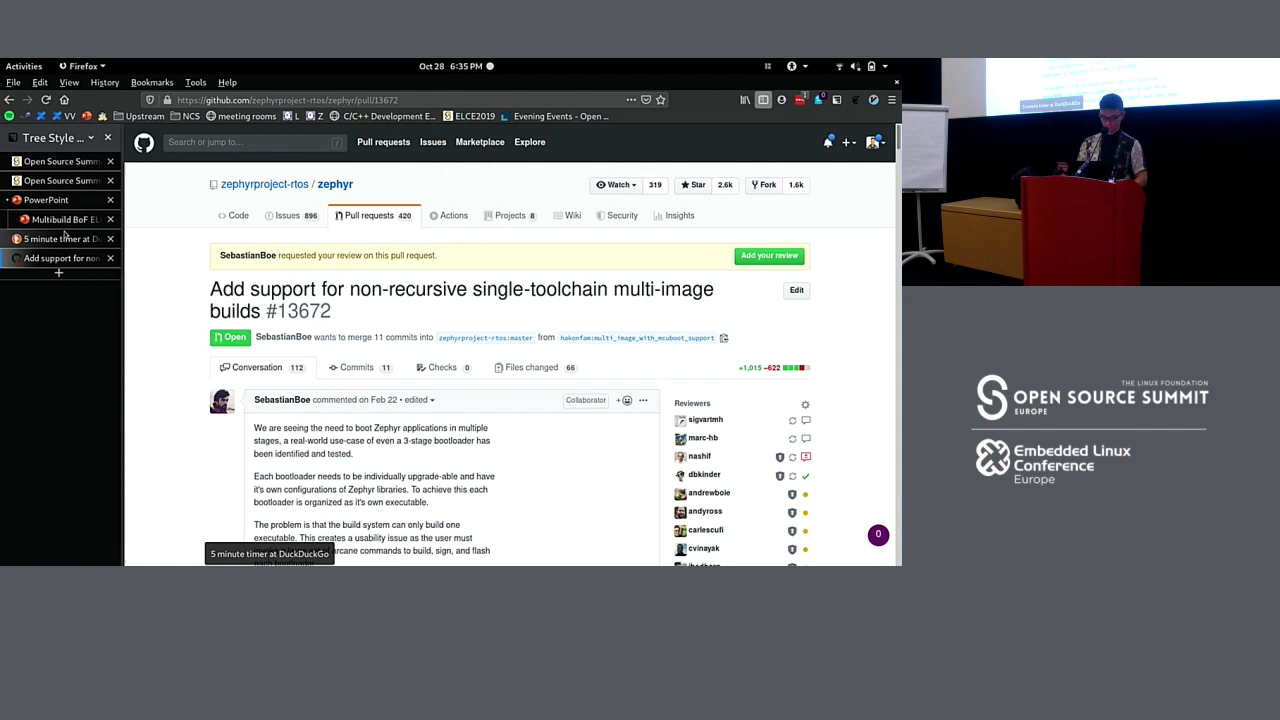 Activities
Firefox
Oct 28 6:35 PM
File Edit View History Bookmarks Tools Help
https://github.com/zephyrproject-rtos/zephyr/pull/13672
VV Upstream NCS meeting rooms L Z C/C++ Development E... ELCE2019 Evening Events - Open ...
Tree Style
Open Source Summ
Open Source Summ
PowerPoint
Multibuild BoF EL
5 minute timer at Du
Add support for non
Search or jump to... /
Pull requests Issues Marketplace Explore
zephyrproject-rtos / zephyr
Watch 319 Star 2.6k Fork 1.6k
Code Issues 896 Pull requests 420 Actions Projects 8 Wiki Security Insights
SebastianBoe requested your review on this pull request.
Add your review
Add support for non-recursive single-toolchain multi-image
builds #13672
Edit
Open SebastianBoe wants to merge 11 commits into zephyrproject-rtos:master from hakonfam:multi_image_with_mcuboot_support
Conversation 112 Commits 11 Checks 0 Files changed 66 +1,015 −622
SebastianBoe commented on Feb 22 • edited
Collaborator
We are seeing the need to boot Zephyr applications in multiple
stages, a real-world use-case of even a 3-stage bootloader has
been identified and tested.
Each bootloader needs to be individually upgrade-able and have
it's own configurations of Zephyr libraries. To achieve this each
bootloader is organized as it's own executable.
The problem is that the build system can only build one
executable. This creates a usability issue as the user must
arcane commands to build, sign, and flash
5 minute timer at DuckDuckGo
Reviewers
sigvartmh
marc-hb
nashif
dbkinder
andrewboie
andyross
carlescufi
cvinayak
0
5 minute timer at DuckDuckGo
THE LINUX FOUNDATION
OPEN SOURCE SUMMIT
EUROPE
Embedded Linux
Conference
Europe